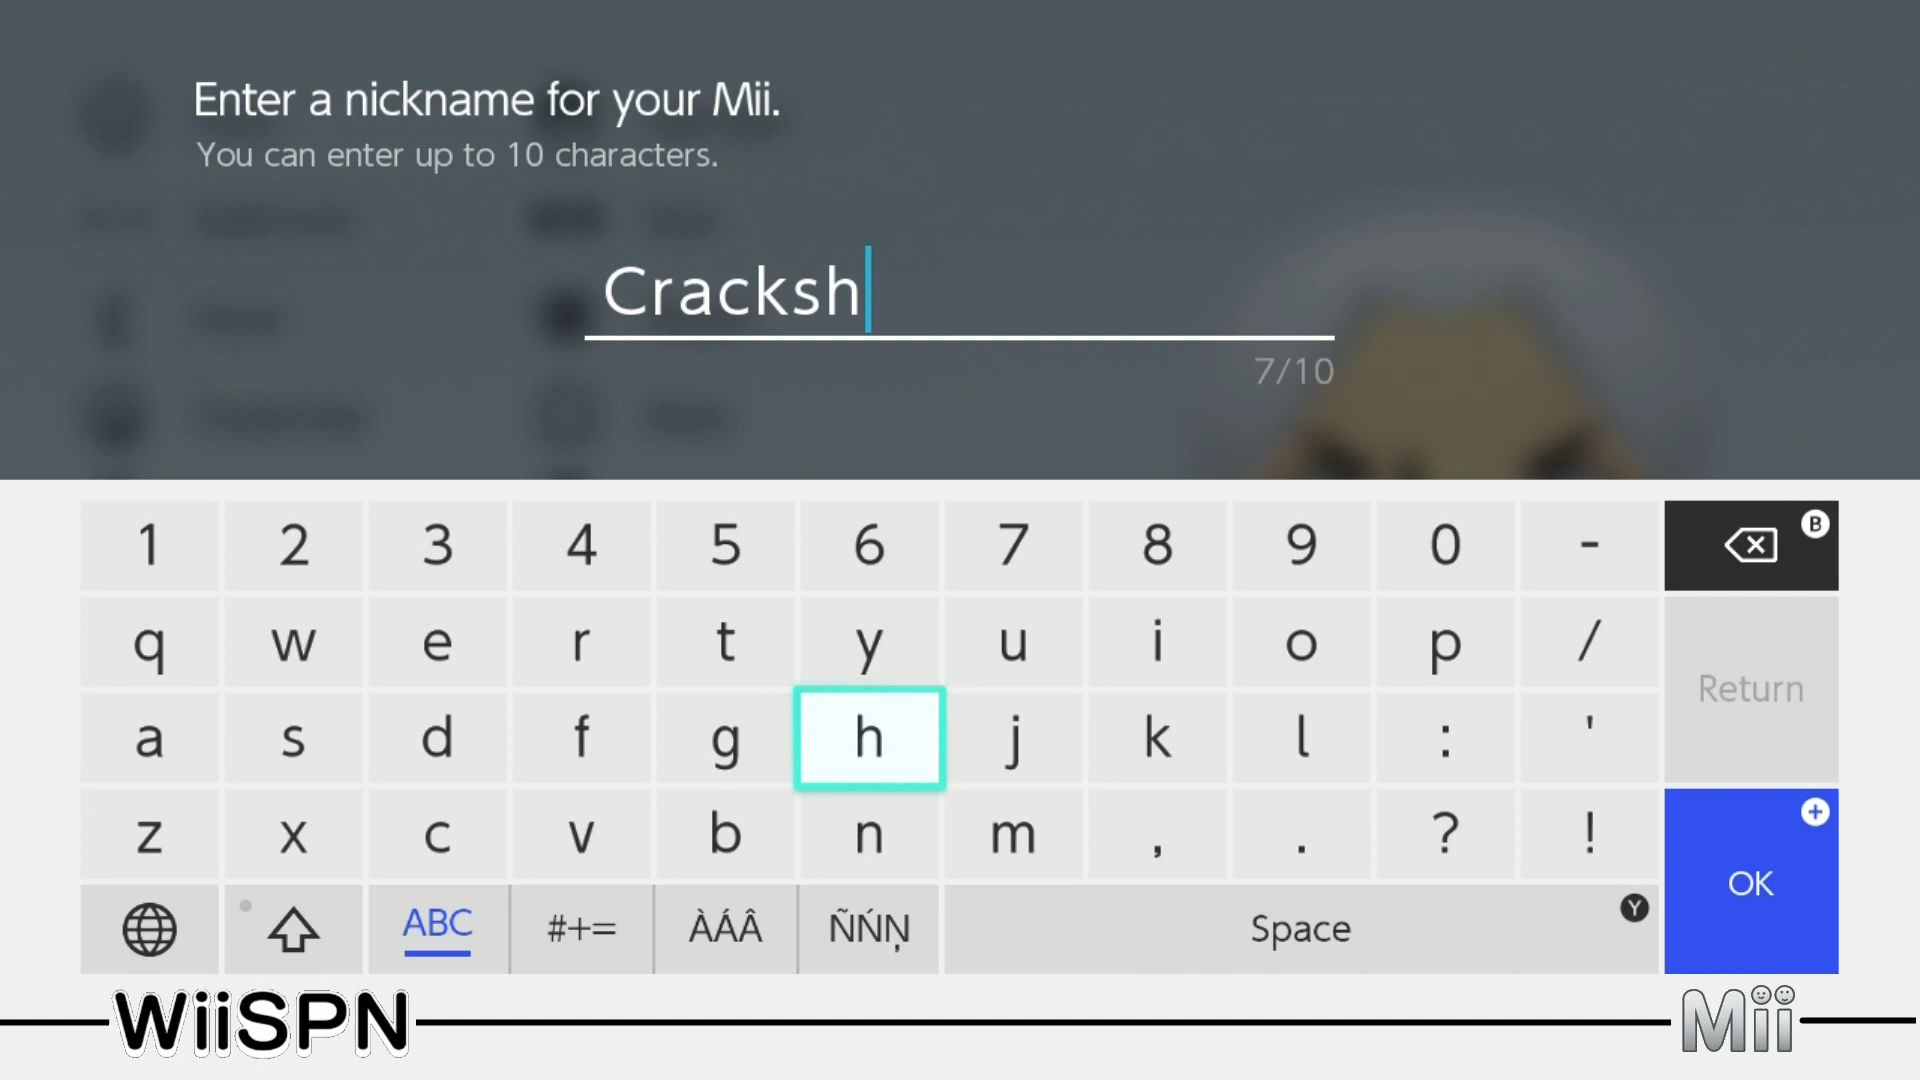 Enter a nickname for your Mii.
You can enter up to 10 characters.
Cracksh
7/10
1 2 3 4 5 6 7 8 9 0 - B
q w e r t y u i o p /
Return
a s d f g h j k l : '
z x c v b n m , . ? ! +
OK
ABC #+= ÀÁÂ ÑŃŅ Space Y
WiiSPN Mii